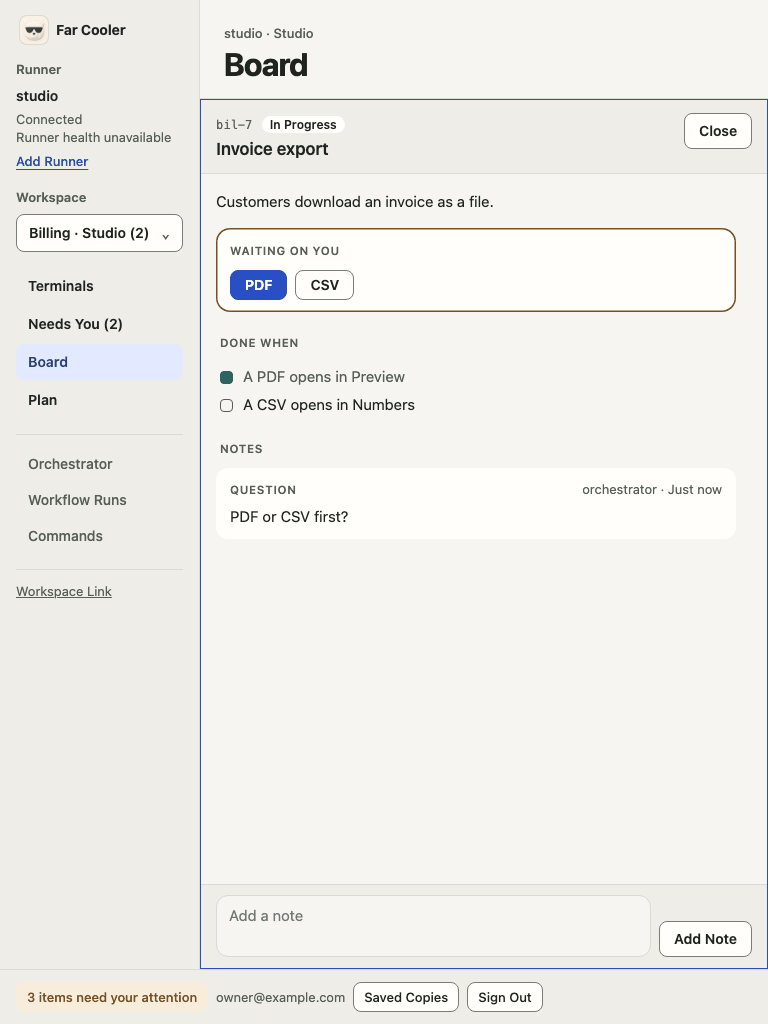 Far Cooler
Runner
studio
Connected
Runner health unavailable
Add Runner
Workspace
Billing · Studio (2)
Terminals
Needs You (2)
Board
Plan
Orchestrator
Workflow Runs
Commands
Workspace Link
studio · Studio
Board
bil-7 In Progress
Close
Invoice export
Customers download an invoice as a file.
WAITING ON YOU
PDF CSV
DONE WHEN
A PDF opens in Preview
A CSV opens in Numbers
NOTES
QUESTION orchestrator · Just now
PDF or CSV first?
Add a note
Add Note
3 items need your attention owner@example.com Saved Copies Sign Out